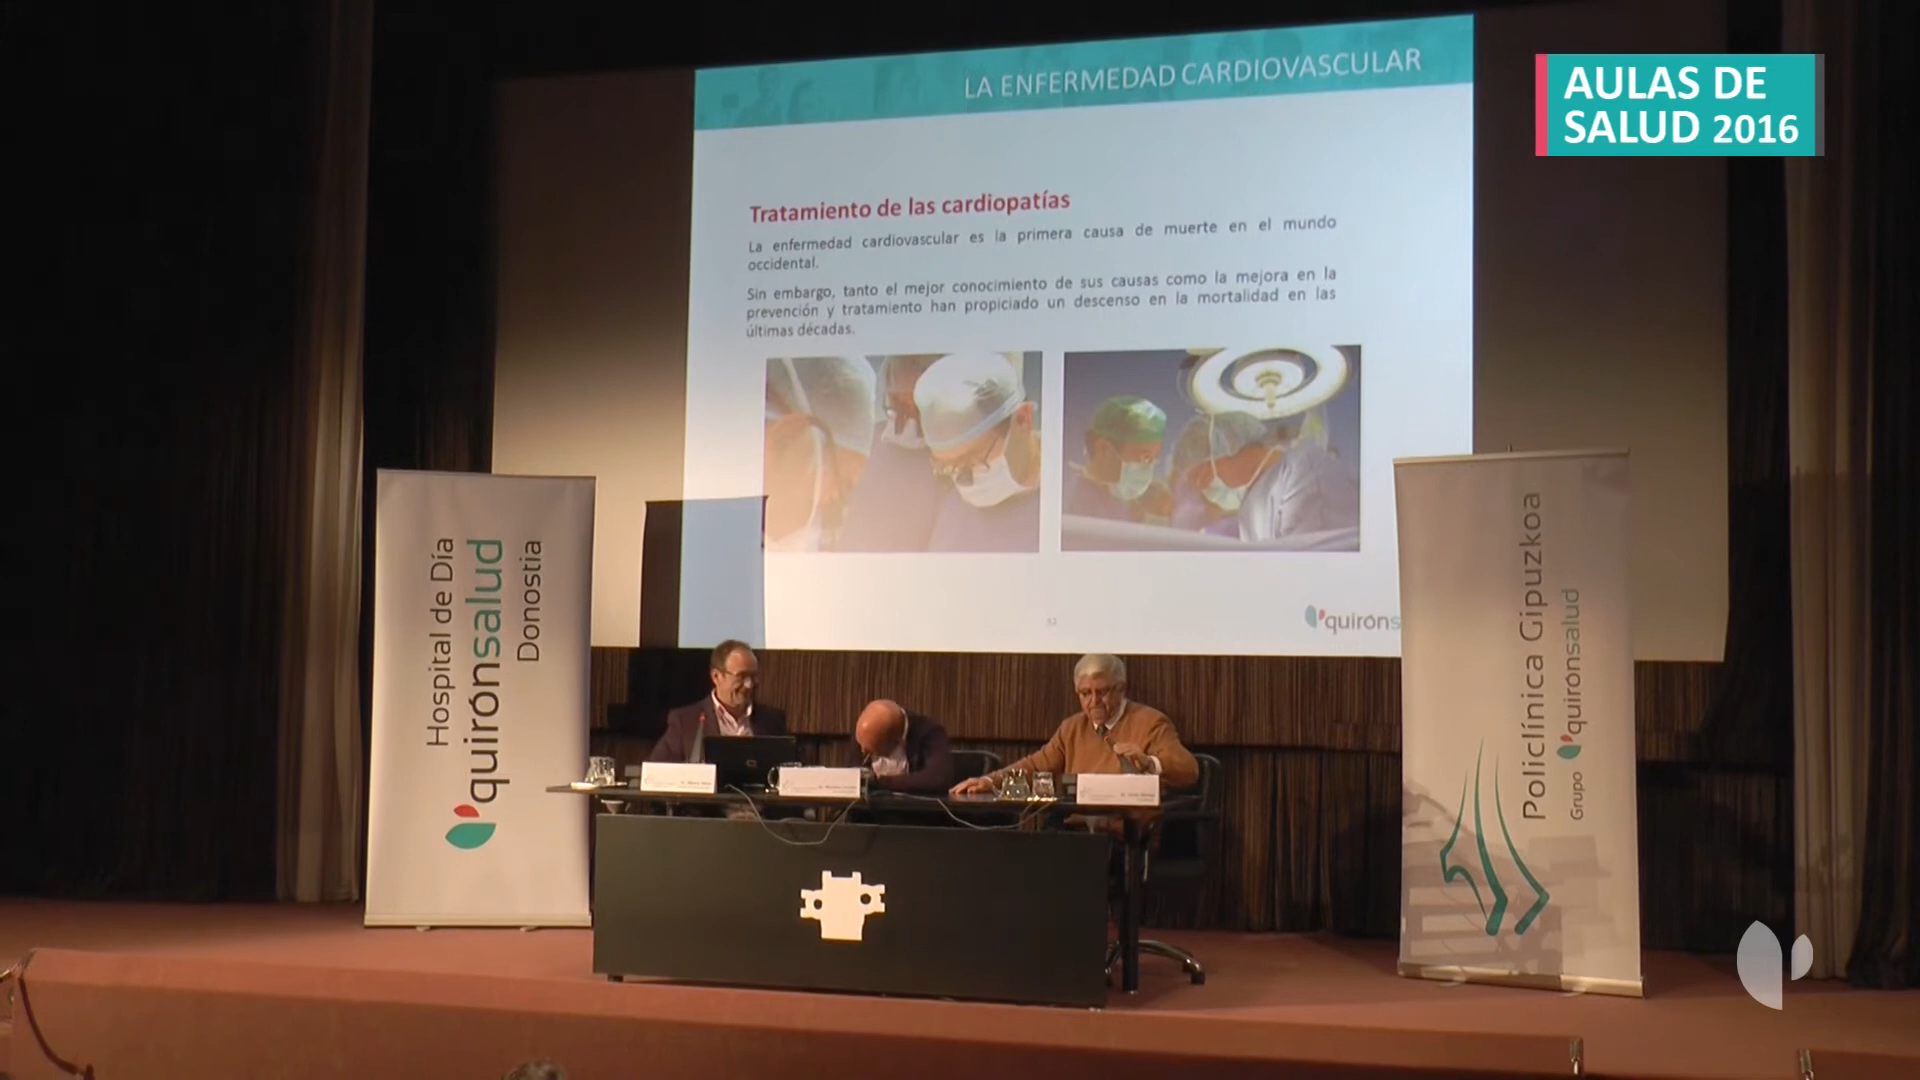 LA ENFERMEDAD CARDIOVASCULAR
AULAS DE
SALUD 2016
Tratamiento de las cardiopatías
La enfermedad cardiovascular es la primera causa de muerte en el mundo
occidental.
Sin embargo, tanto el mejor conocimiento de sus causas como la mejora en la
prevención y tratamiento han propiciado un descenso en la mortalidad en las
últimas décadas.
quiróns
Hospital de Día
quirónsalud
Donostia
Policlínica Gipuzkoa
Grupo quirónsalud